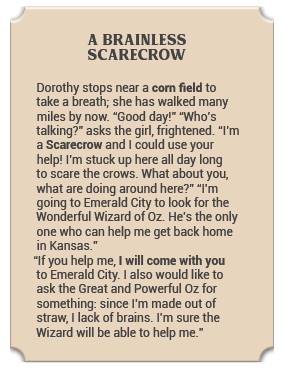 A BRAINLESS
SCARECROW
Dorothy stops near a corn field to
take a breath; she has walked many
miles by now. “Good day!” “Who’s
talking?” asks the girl, frightened. “I’m
a Scarecrow and I could use your
help! I’m stuck up here all day long
to scare the crows. What about you,
what are doing around here?” “I’m
going to Emerald City to look for the
Wonderful Wizard of Oz. He’s the only
one who can help me get back home
in Kansas.”
“If you help me, I will come with you
to Emerald City. I also would like to
ask the Great and Powerful Oz for
something: since I’m made out of
straw, I lack of brains. I’m sure the
Wizard will be able to help me.”